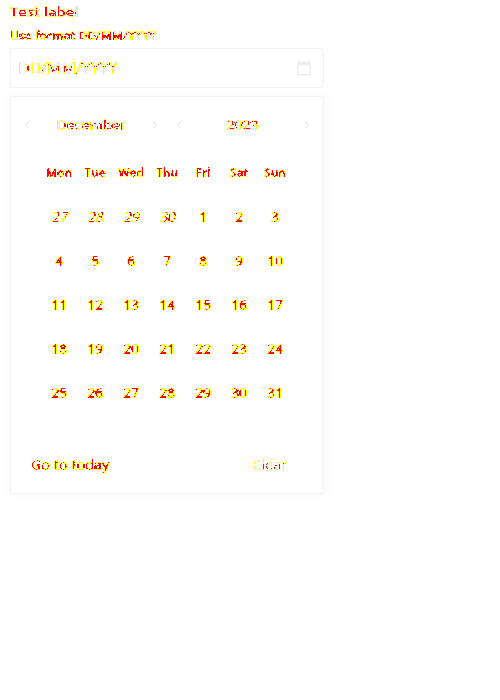 Test label
Use format DD/MM/YYYY
DD/MM/YYYY
December 2023
Mon Tue Wed Thu Fri Sat Sun
27 28 29 30 1 2 3
4 5 6 7 8 9 10
11 12 13 14 15 16 17
18 19 20 21 22 23 24
25 26 27 28 29 30 31
Go to today Clear